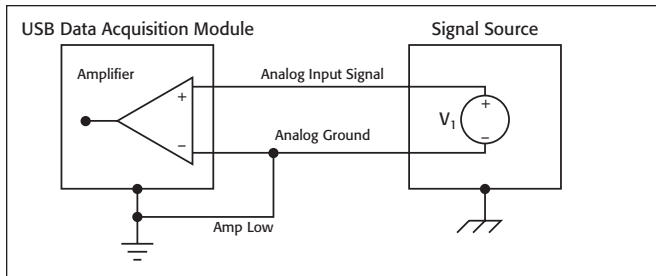 USB Data Acquisition Module
Signal Source
Amplifier
Analog Input Signal
+
+
V1
Analog Ground
−
−
Amp Low